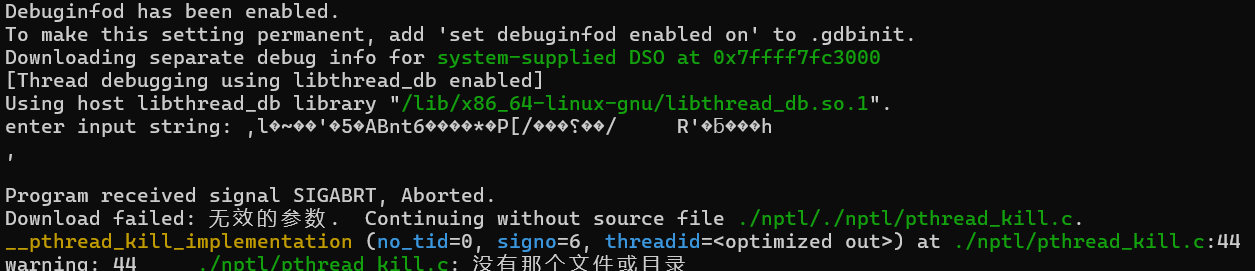 Debuginfod has been enabled.
To make this setting permanent, add 'set debuginfod enabled on' to .gdbinit.
Downloading separate debug info for system-supplied DSO at 0x7ffff7fc3000
[Thread debugging using libthread_db enabled]
Using host libthread_db library "/lib/x86_64-linux-gnu/libthread_db.so.1".
enter input string: ,l�~��'�5�ABnt6����*�P[/���؟��/     R'�Б���h
,
Program received signal SIGABRT, Aborted.
Download failed: 无效的参数.  Continuing without source file ./nptl/./nptl/pthread_kill.c.
__pthread_kill_implementation (no_tid=0, signo=6, threadid=<optimized out>) at ./nptl/pthread_kill.c:44
warning: 44     ./nptl/pthread_kill.c: 没有那个文件或目录